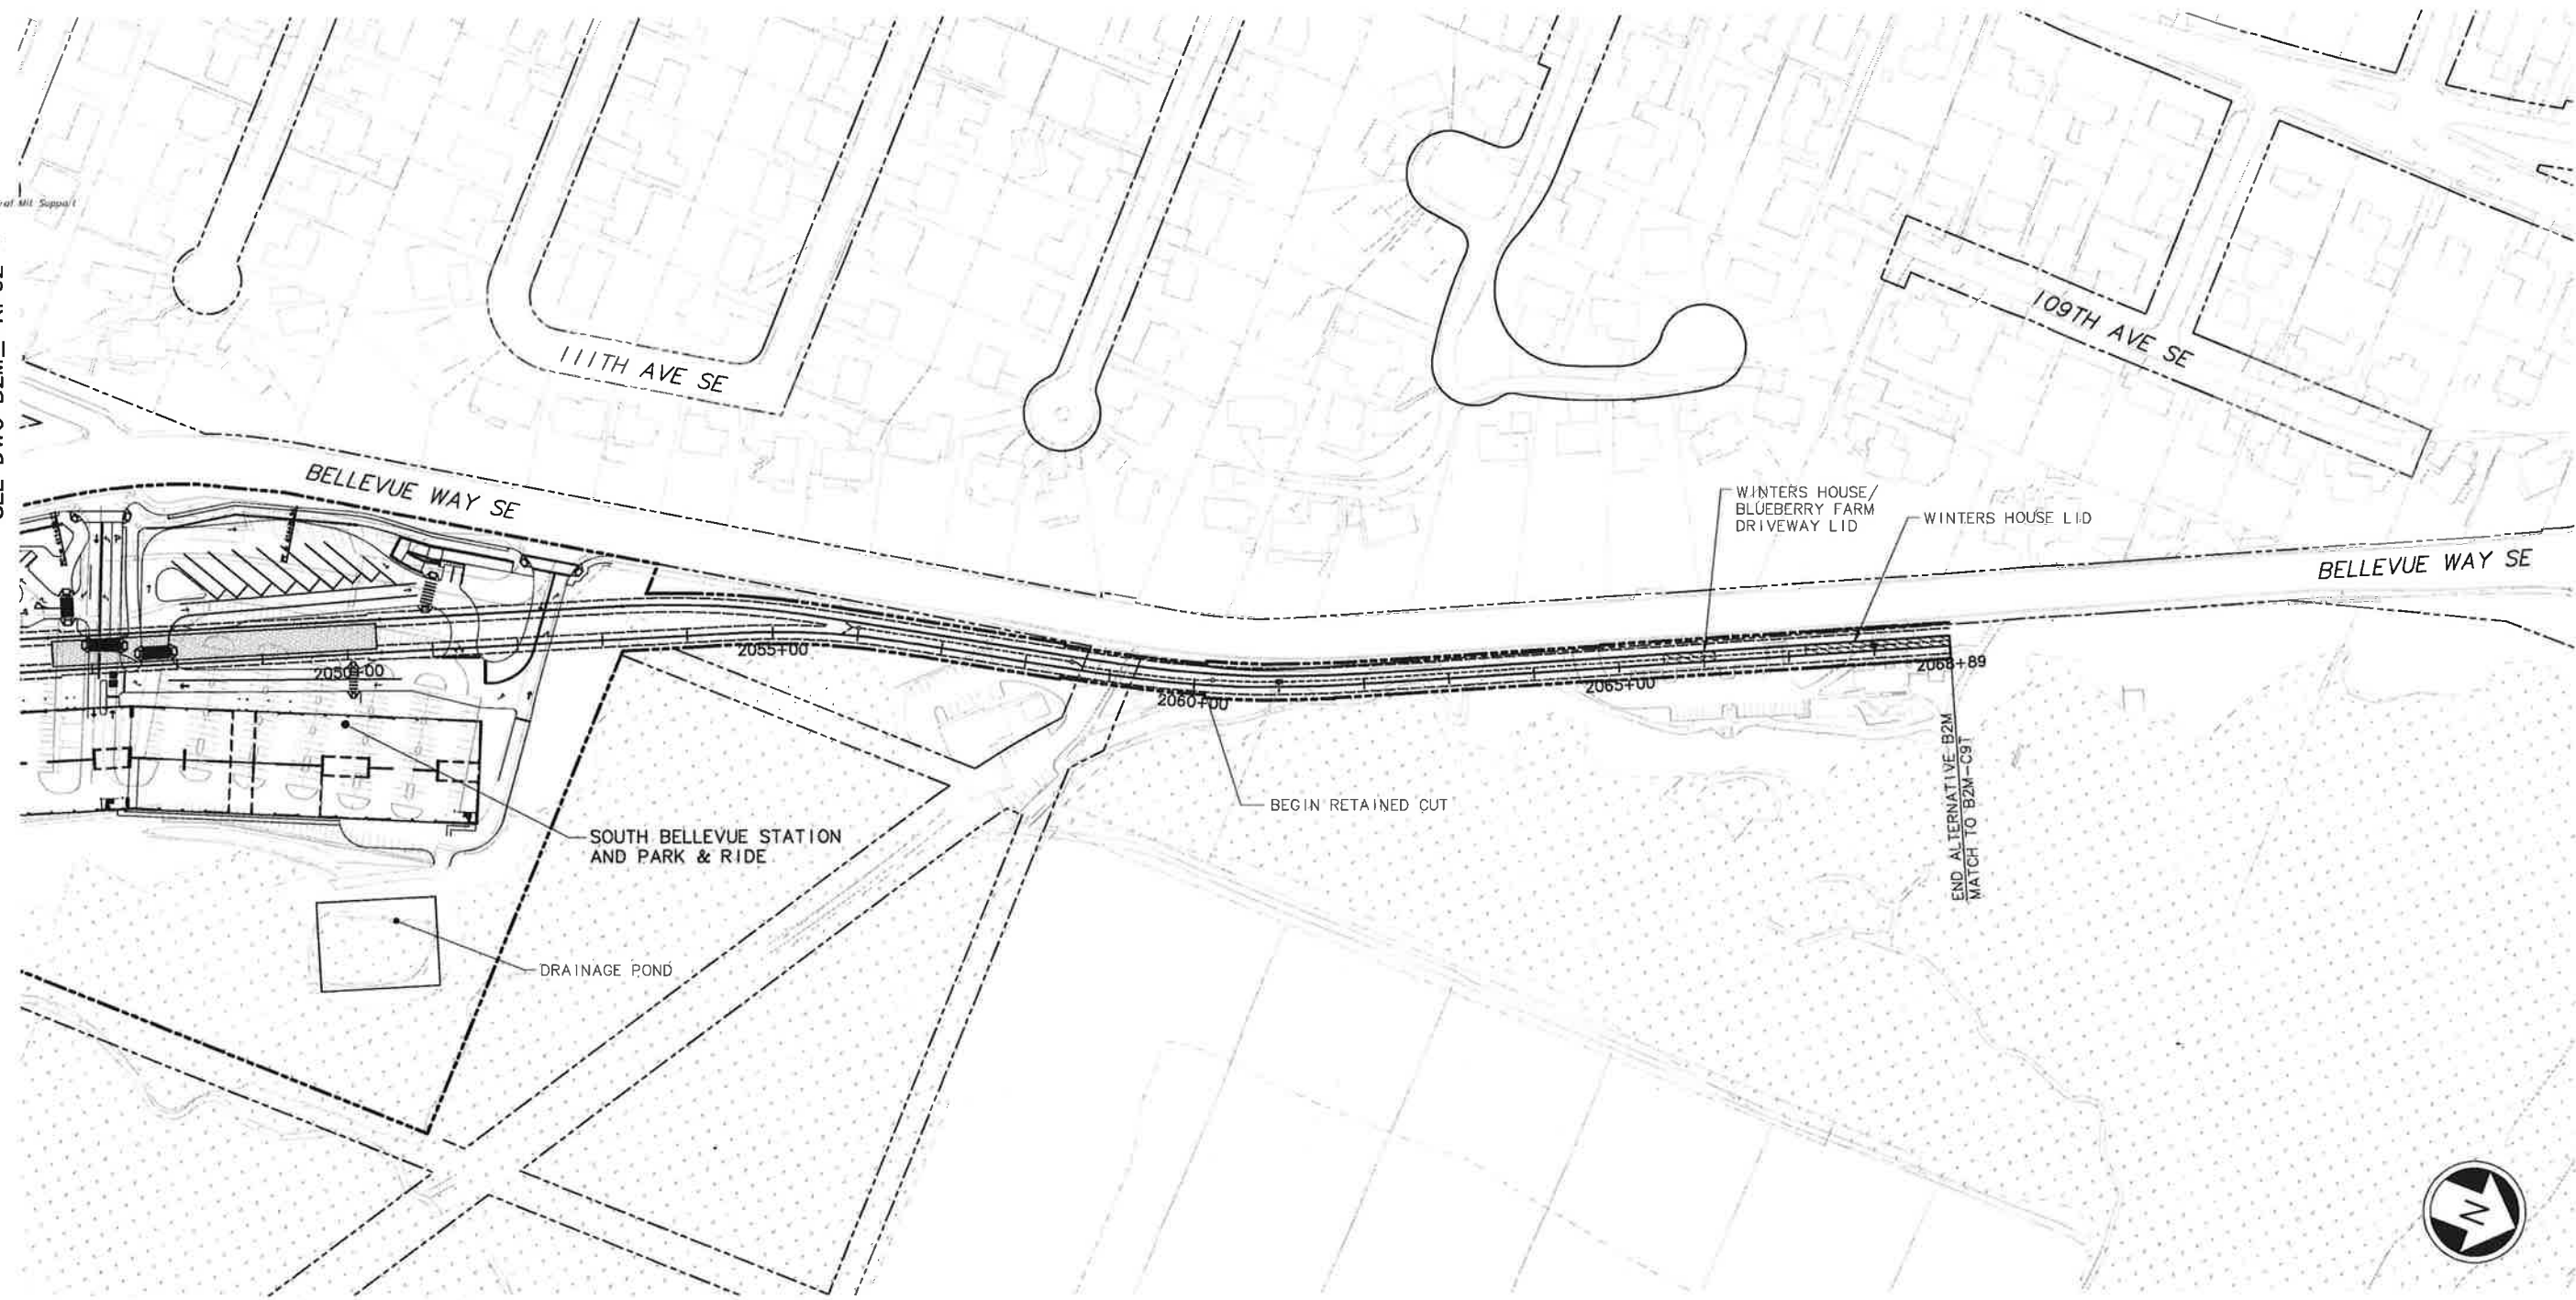 111TH AVE SE
109TH AVE SE
BELLEVUE WAY SE
WINTERS HOUSE/
BLUEBERRY FARM
DRIVEWAY LID
WINTERS HOUSE LID
BELLEVUE WAY SE
2050+00
2055+00
2060+00
2065+00
2068+89
BEGIN RETAINED CUT
END ALTERNATIVE B2M
MATCH TO B2M-C9T
SOUTH BELLEVUE STATION
AND PARK & RIDE
DRAINAGE POND
N